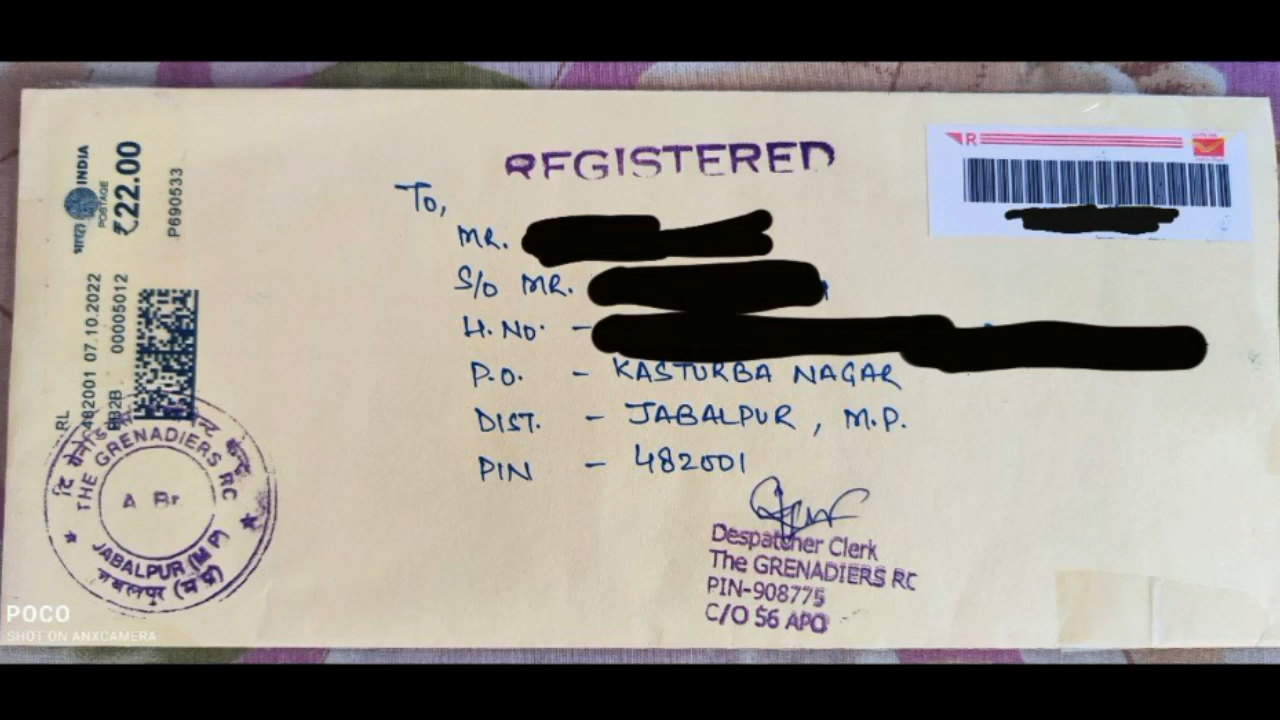 REGISTERED
R
To,
MR.
S/O MR.
H.NO. -
P.O. - KASTURBA NAGAR
DIST. - JABALPUR, M.P.
PIN - 482001
Despatcher Clerk
The GRENADIERS RC
PIN-908775
C/O 56 APO
भारत INDIA
POSTAGE
₹22.00
P690533
RL
482001 07.10.2022
00005012
THE GRENADIERS RC
A Br
JABALPUR (M P)
जबलपुर (म प्र)
POCO
SHOT ON ANXCAMERA